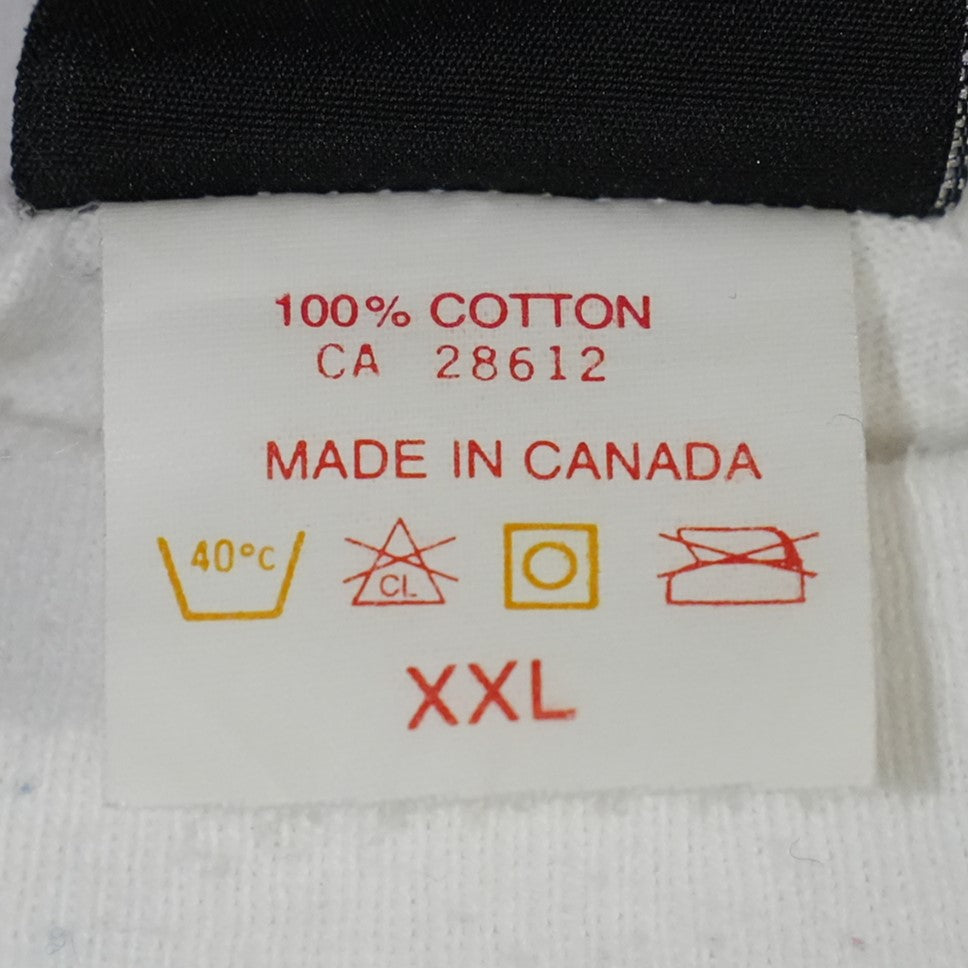 100% COTTON
CA 28612
MADE IN CANADA
40°C CL
XXL